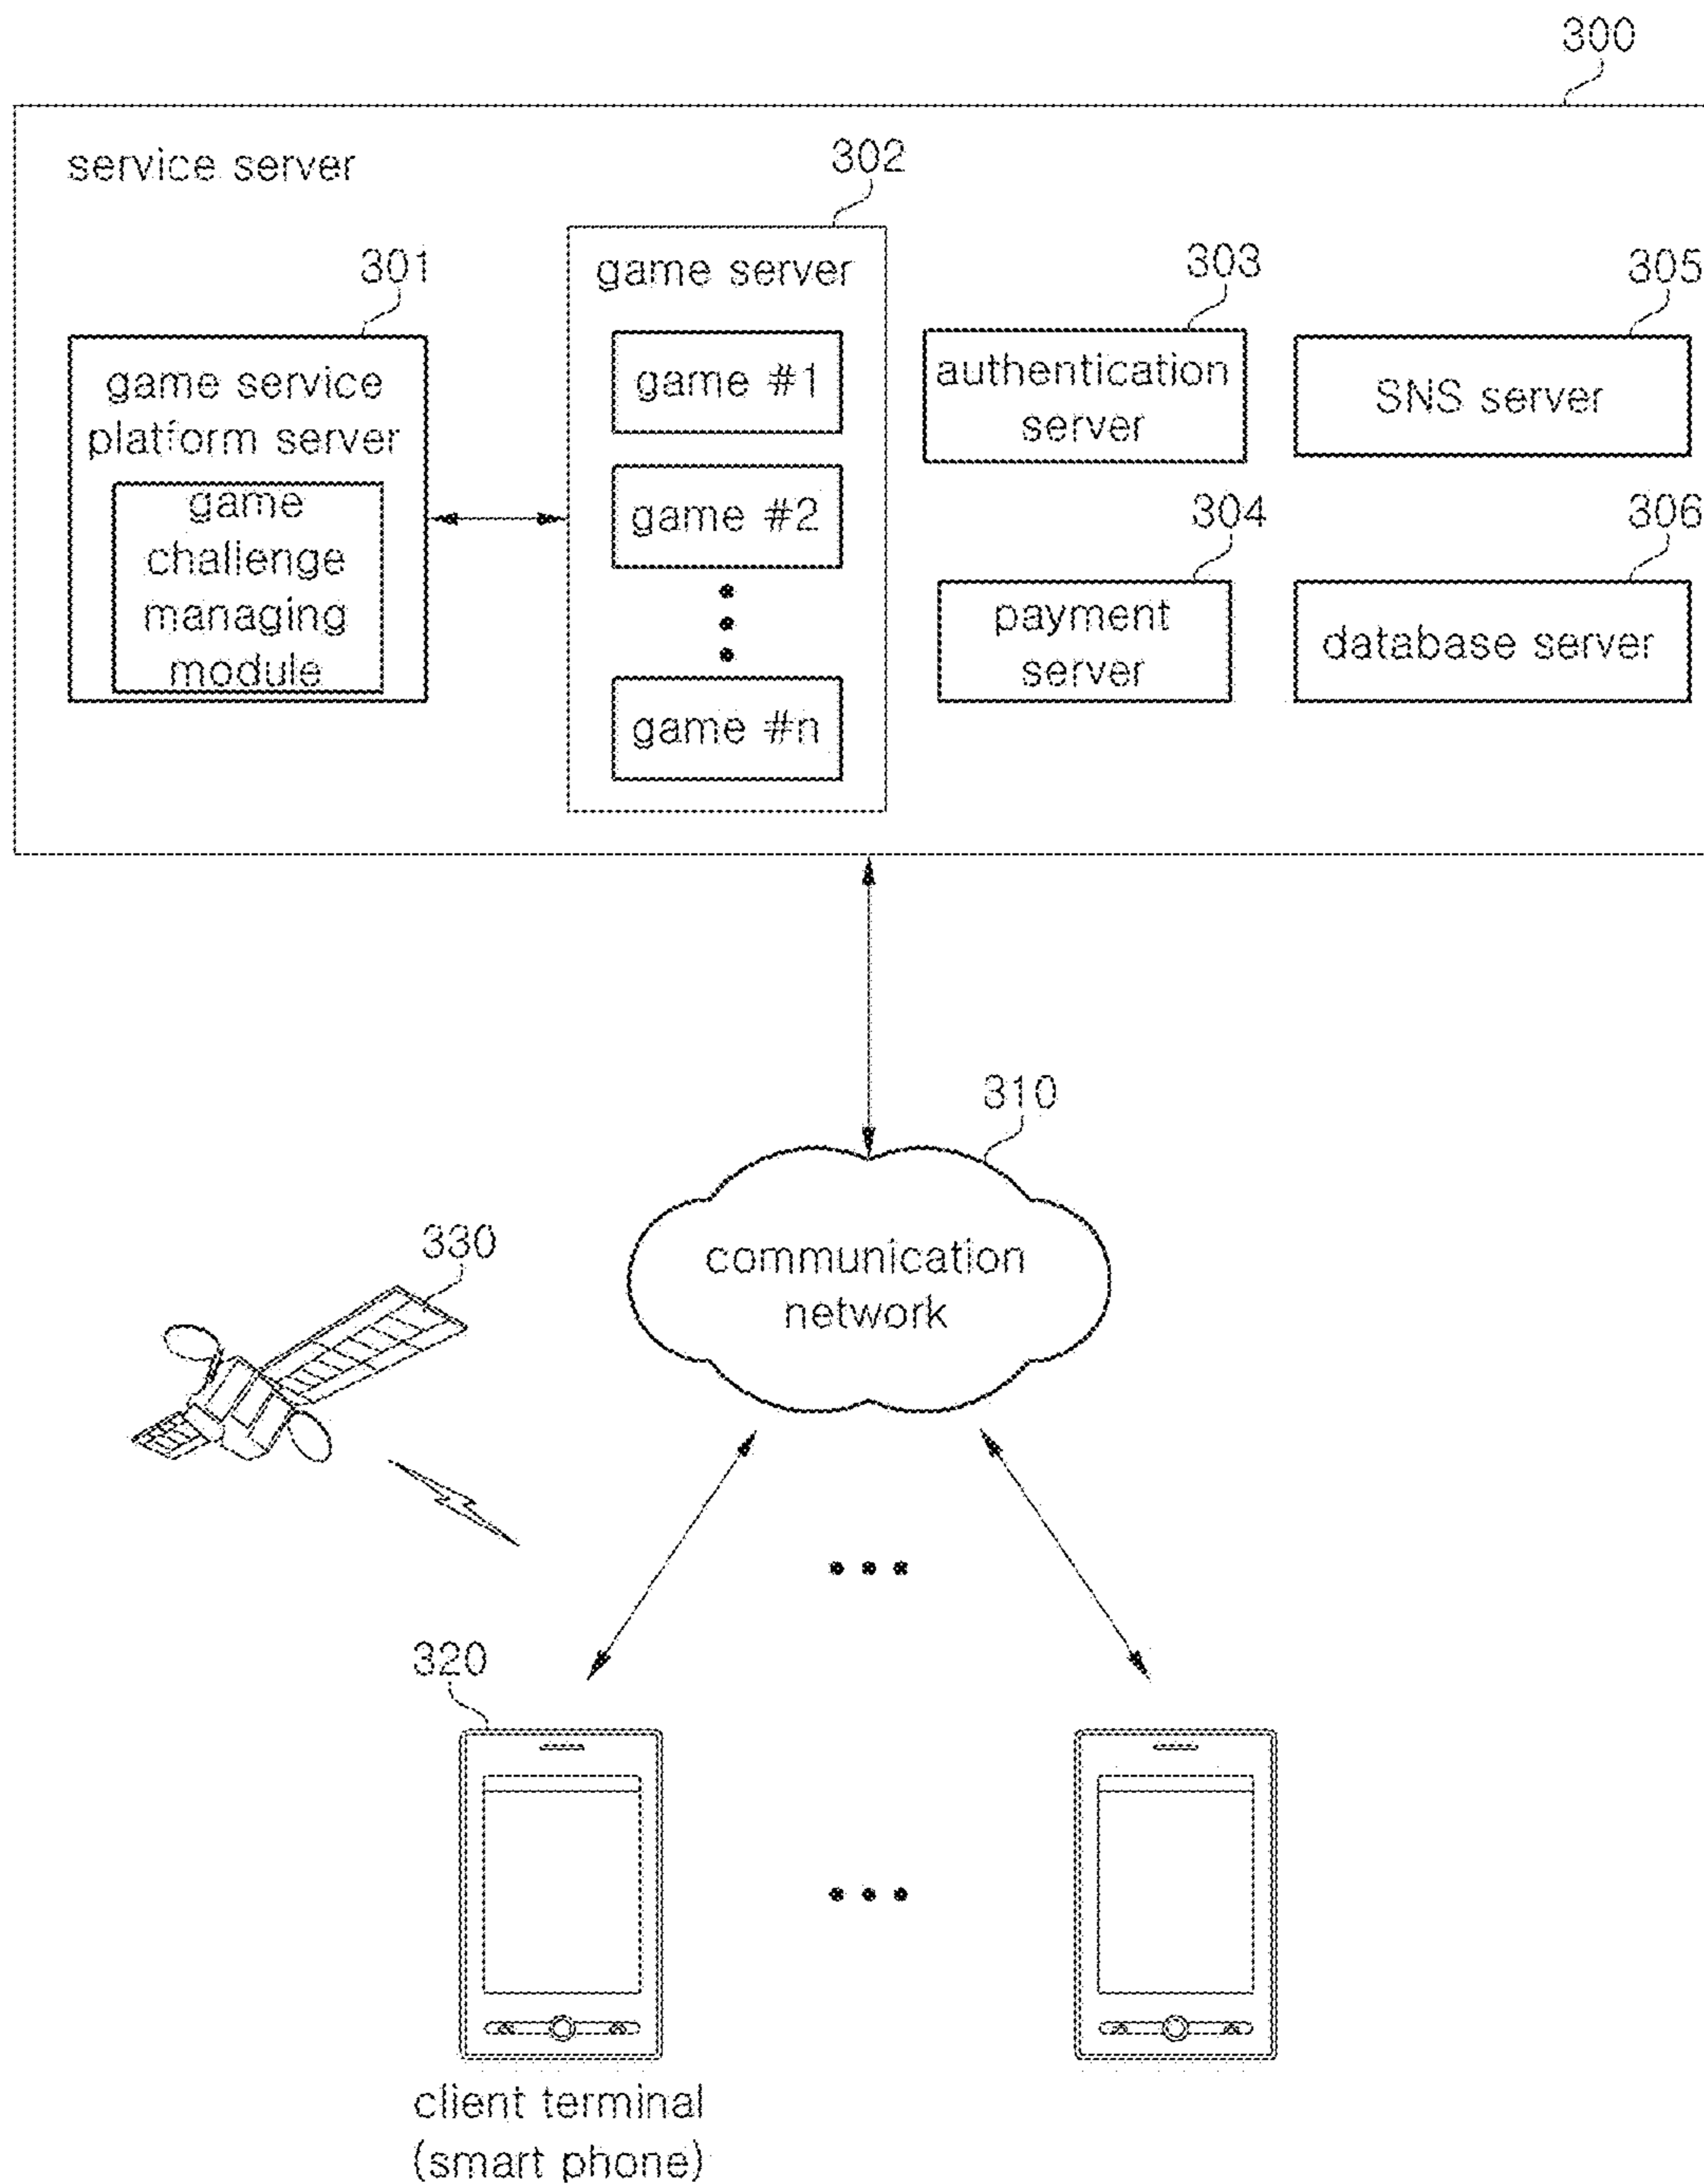 300
service server
302
301
303
305
game server
game service
platform server
game
challenge
managing
module
game #1
game #2
game #n
authentication
server
SNS server
304
306
payment
server
database server
310
communication
network
330
320
client terminal
(smart phone)